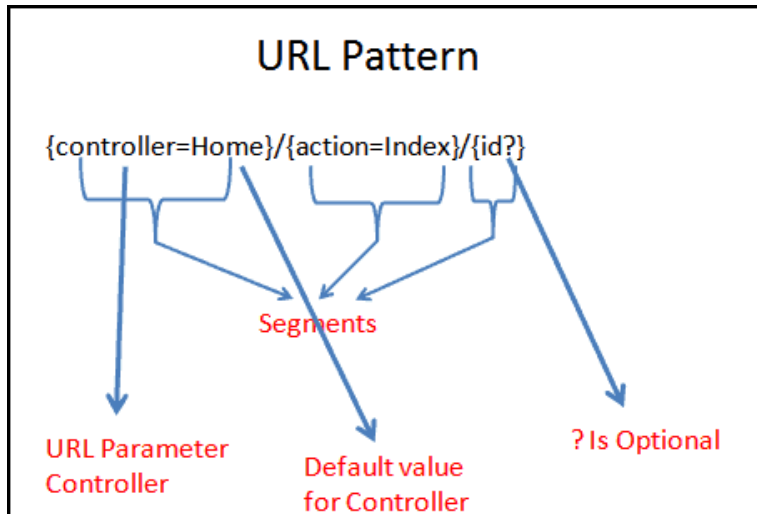 URL Pattern
{controller=Home}/{action=Index}/{id?}
Segments
URL Parameter
Controller
Default value
for Controller
? Is Optional